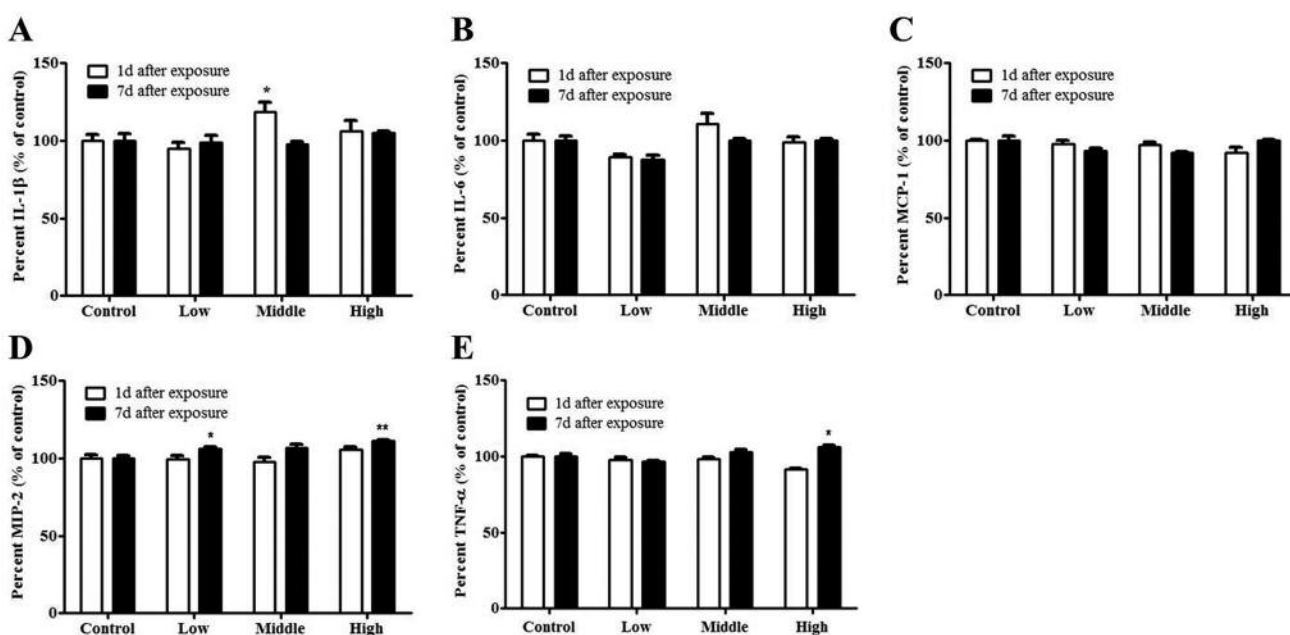 A
Percent IL-1β (% of control)
150
100
50
0
1d after exposure
7d after exposure
*
Control Low Middle High
B
Percent IL-6 (% of control)
150
100
50
0
1d after exposure
7d after exposure
Control Low Middle High
C
Percent MCP-1 (% of control)
150
100
50
0
1d after exposure
7d after exposure
Control Low Middle High
D
Percent MIP-2 (% of control)
150
100
50
0
1d after exposure
7d after exposure
*
**
Control Low Middle High
E
Percent TNF-α (% of control)
150
100
50
0
1d after exposure
7d after exposure
*
Control Low Middle High